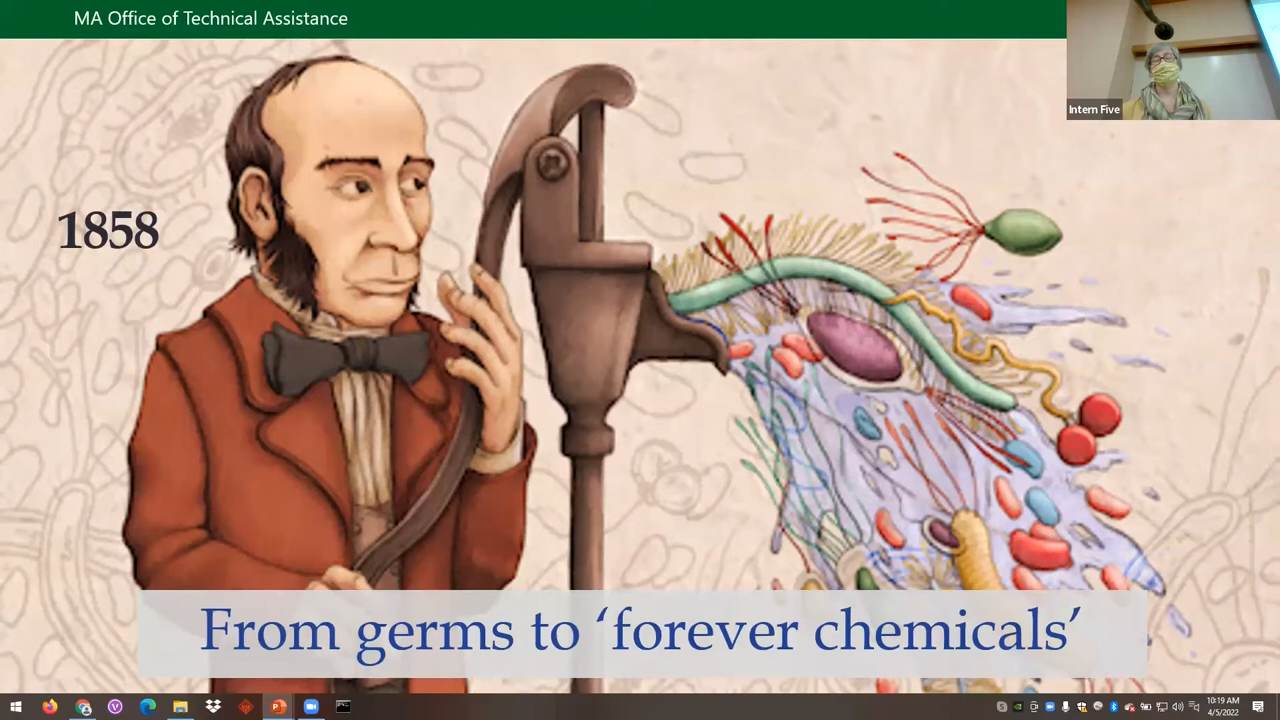 MA Office of Technical Assistance
Intern Five
1858
From germs to ‘forever chemicals’
10:19 AM
4/5/2022